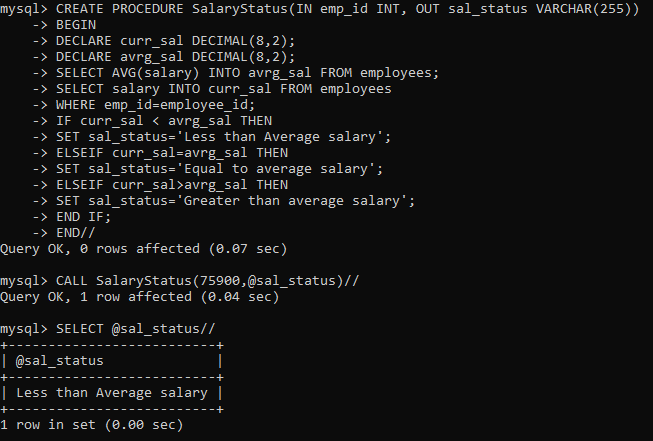 mysql> CREATE PROCEDURE SalaryStatus(IN emp_id INT, OUT sal_status VARCHAR(255))
    -> BEGIN
    -> DECLARE curr_sal DECIMAL(8,2);
    -> DECLARE avrg_sal DECIMAL(8,2);
    -> SELECT AVG(salary) INTO avrg_sal FROM employees;
    -> SELECT salary INTO curr_sal FROM employees
    -> WHERE emp_id=employee_id;
    -> IF curr_sal < avrg_sal THEN
    -> SET sal_status='Less than Average salary';
    -> ELSEIF curr_sal=avrg_sal THEN
    -> SET sal_status='Equal to average salary';
    -> ELSEIF curr_sal>avrg_sal THEN
    -> SET sal_status='Greater than average salary';
    -> END IF;
    -> END//
Query OK, 0 rows affected (0.07 sec)
mysql> CALL SalaryStatus(75900,@sal_status)//
Query OK, 1 row affected (0.04 sec)
mysql> SELECT @sal_status//
+--------------------------+
| @sal_status              |
+--------------------------+
| Less than Average salary |
+--------------------------+
1 row in set (0.00 sec)